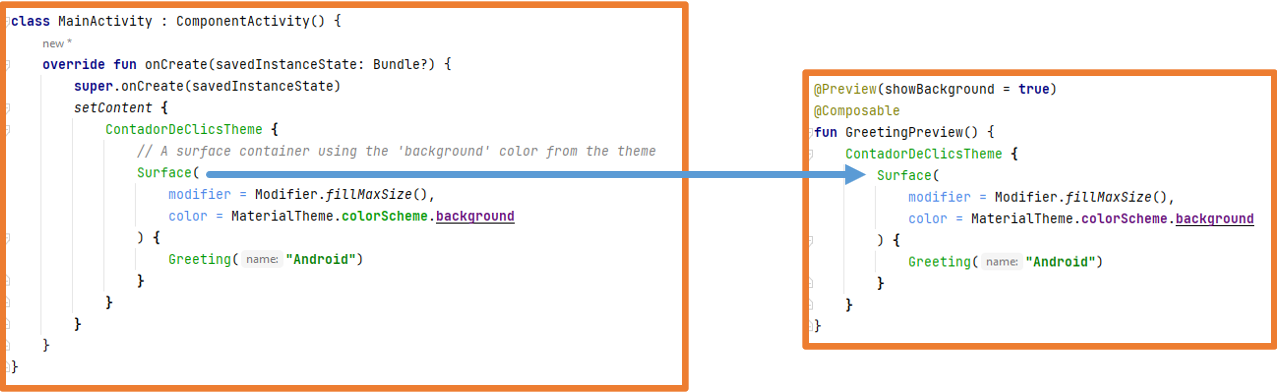 class MainActivity : ComponentActivity() {
new *
override fun onCreate(savedInstanceState: Bundle?) {
super.onCreate(savedInstanceState)
setContent {
ContadorDeClicsTheme {
// A surface container using the 'background' color from the theme
Surface(
modifier = Modifier.fillMaxSize(),
color = MaterialTheme.colorScheme.background
) {
Greeting( name: "Android")
}
}
}
}
}
@Preview(showBackground = true)
@Composable
fun GreetingPreview() {
ContadorDeClicsTheme {
Surface(
modifier = Modifier.fillMaxSize(),
color = MaterialTheme.colorScheme.background
) {
Greeting( name: "Android")
}
}
}